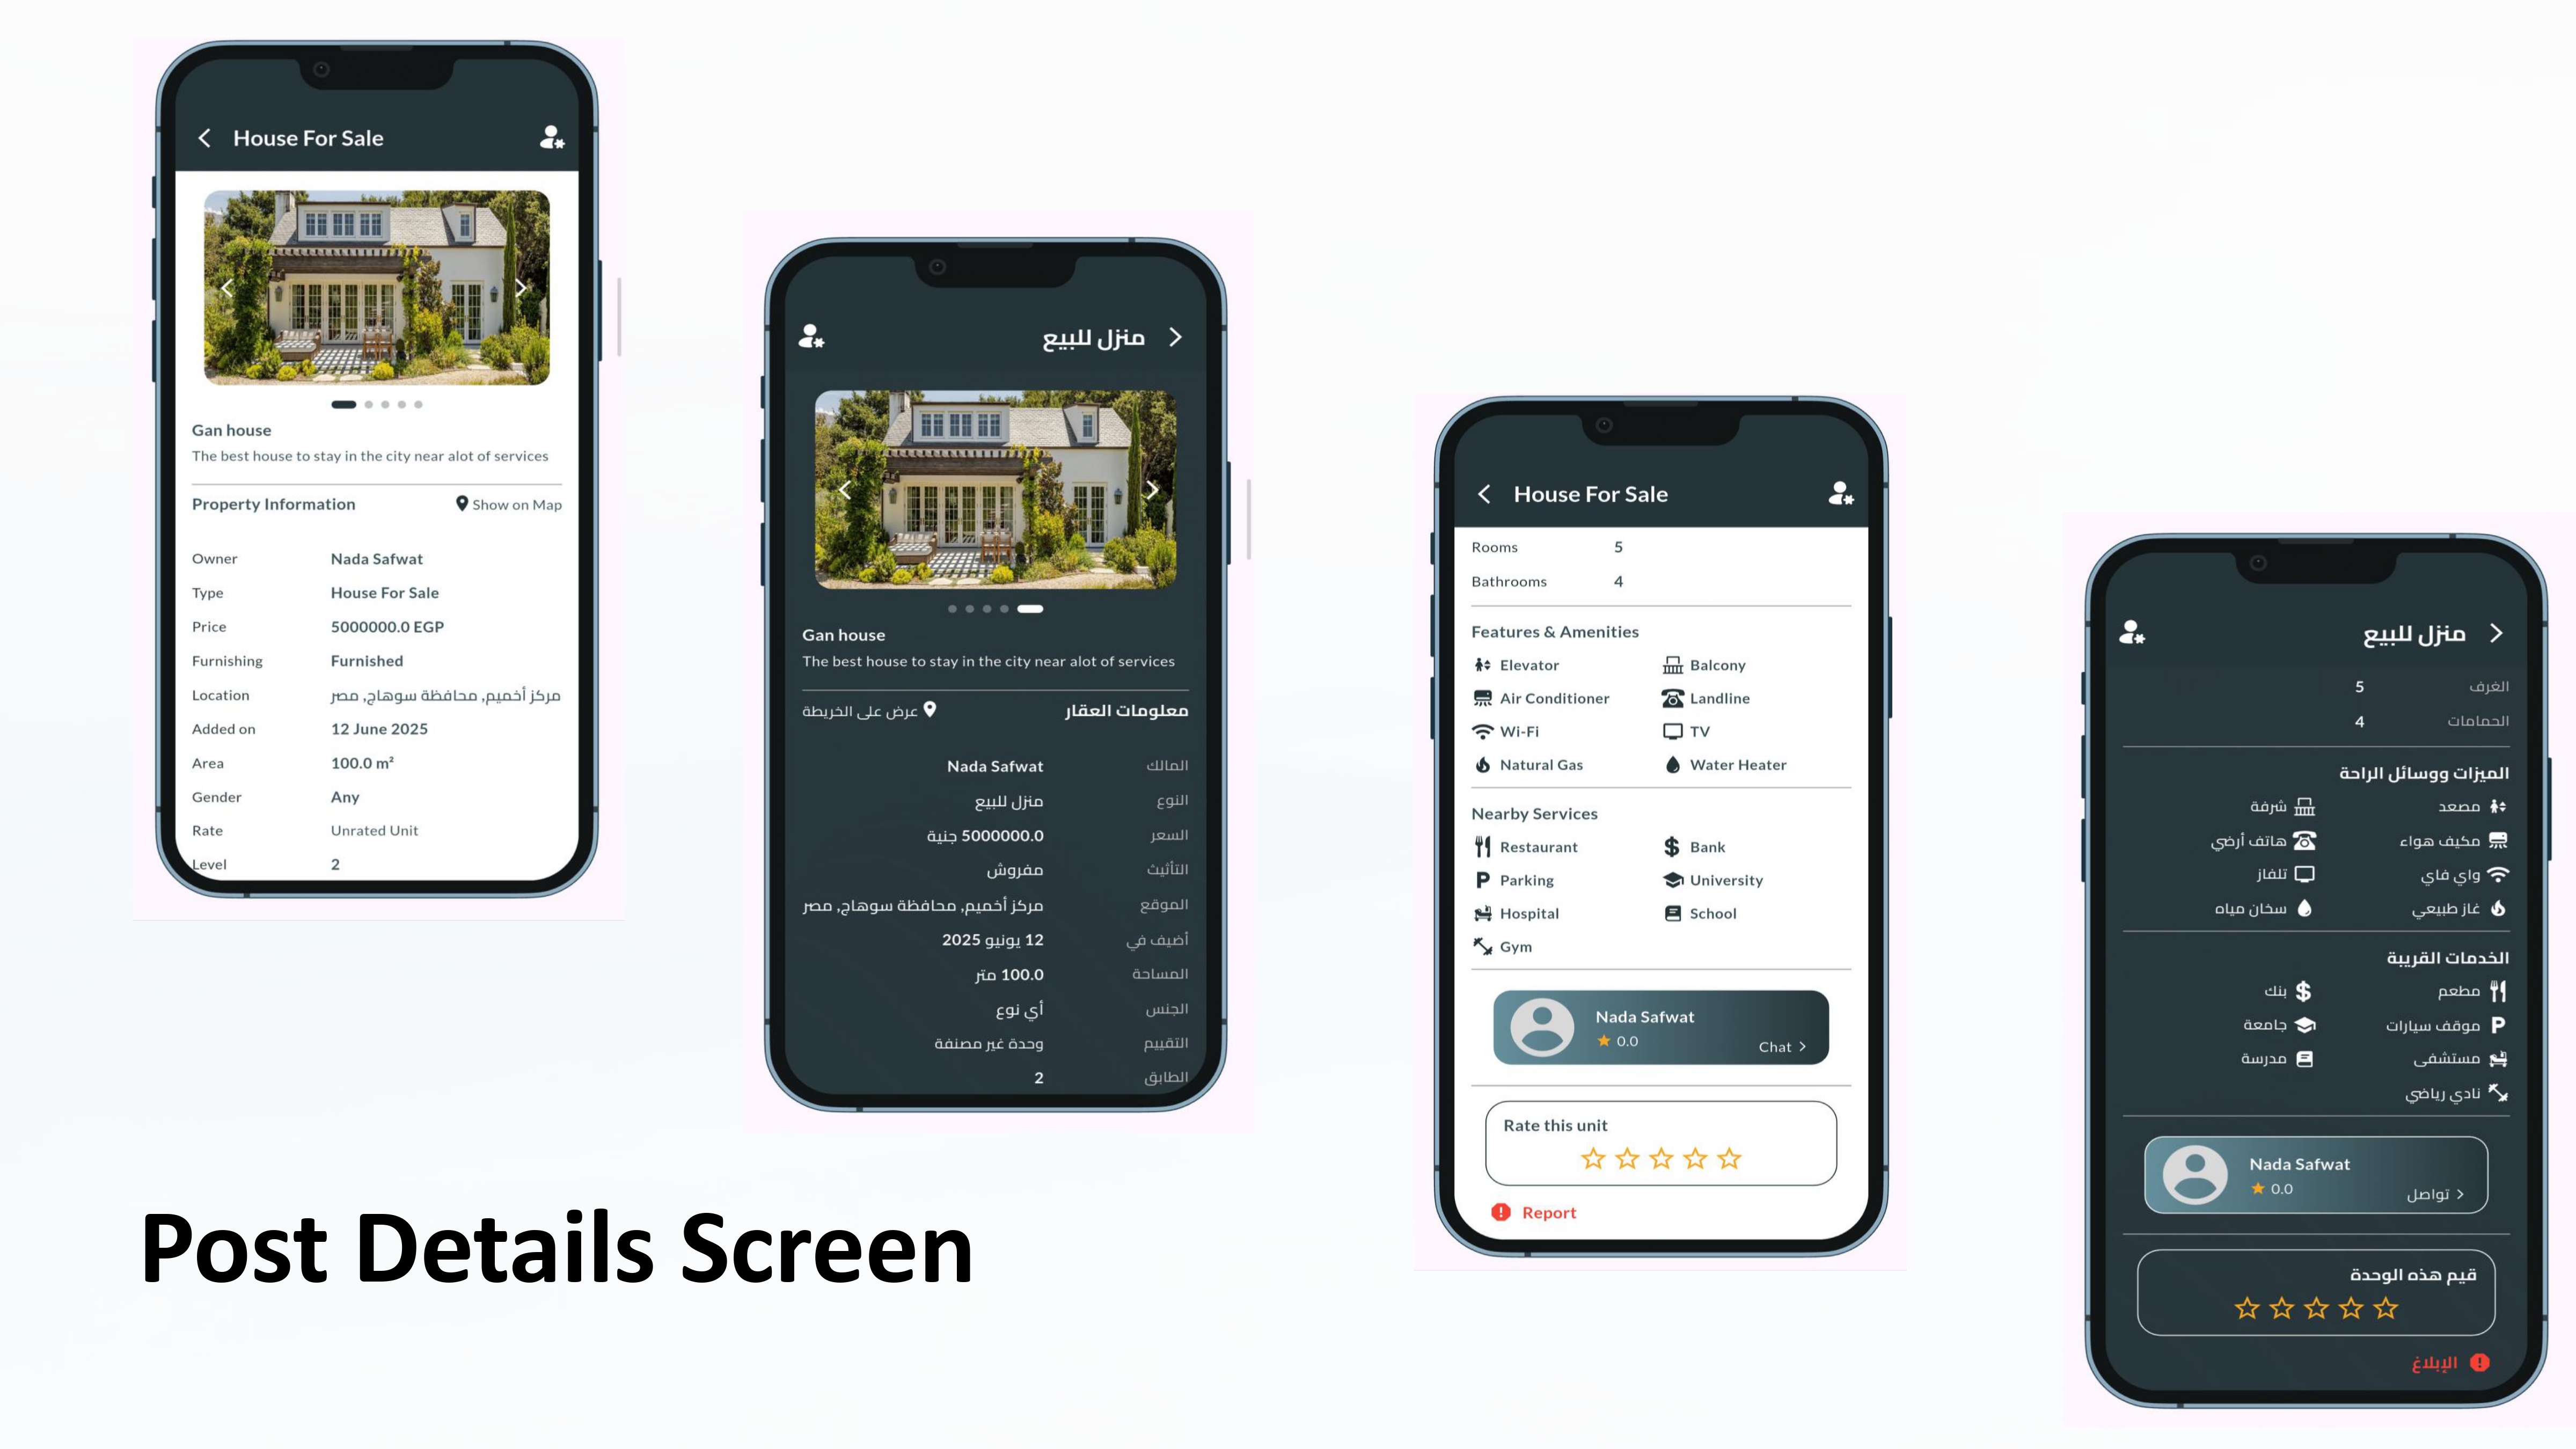 House For Sale
Gan house
The best house to stay in the city near alot of services
Property Information Show on Map
Owner Nada Safwat
Type House For Sale
Price 5000000.0 EGP
Furnishing Furnished
Location مركز أخميم, محافظة سوهاج, مصر
Added on 12 June 2025
Area 100.0 m²
Gender Any
Rate Unrated Unit
Level 2
منزل للبيع
Gan house
The best house to stay in the city near alot of services
معلومات العقار عرض على الخريطة
المالك Nada Safwat
النوع منزل للبيع
السعر 5000000.0 جنية
التأثيث مفروش
الموقع مركز أخميم, محافظة سوهاج, مصر
أضيف في 12 يونيو 2025
المساحة 100.0 متر
الجنس أي نوع
التقييم وحدة غير مصنفة
الطابق 2
House For Sale
Rooms 5
Bathrooms 4
Features & Amenities
Elevator Balcony
Air Conditioner Landline
Wi-Fi TV
Natural Gas Water Heater
Nearby Services
Restaurant Bank
Parking University
Hospital School
Gym
Nada Safwat
0.0
Chat >
Rate this unit
Report
منزل للبيع
الغرف 5
الحمامات 4
الميزات ووسائل الراحة
مصعد شرفة
مكيف هواء هاتف أرضي
واي فاي تلفاز
غاز طبيعي سخان مياه
الخدمات القريبة
مطعم بنك
موقف سيارات جامعة
مستشفى مدرسة
نادي رياضي
Nada Safwat
0.0
تواصل >
قيم هذه الوحدة
الإبلاغ
Post Details Screen